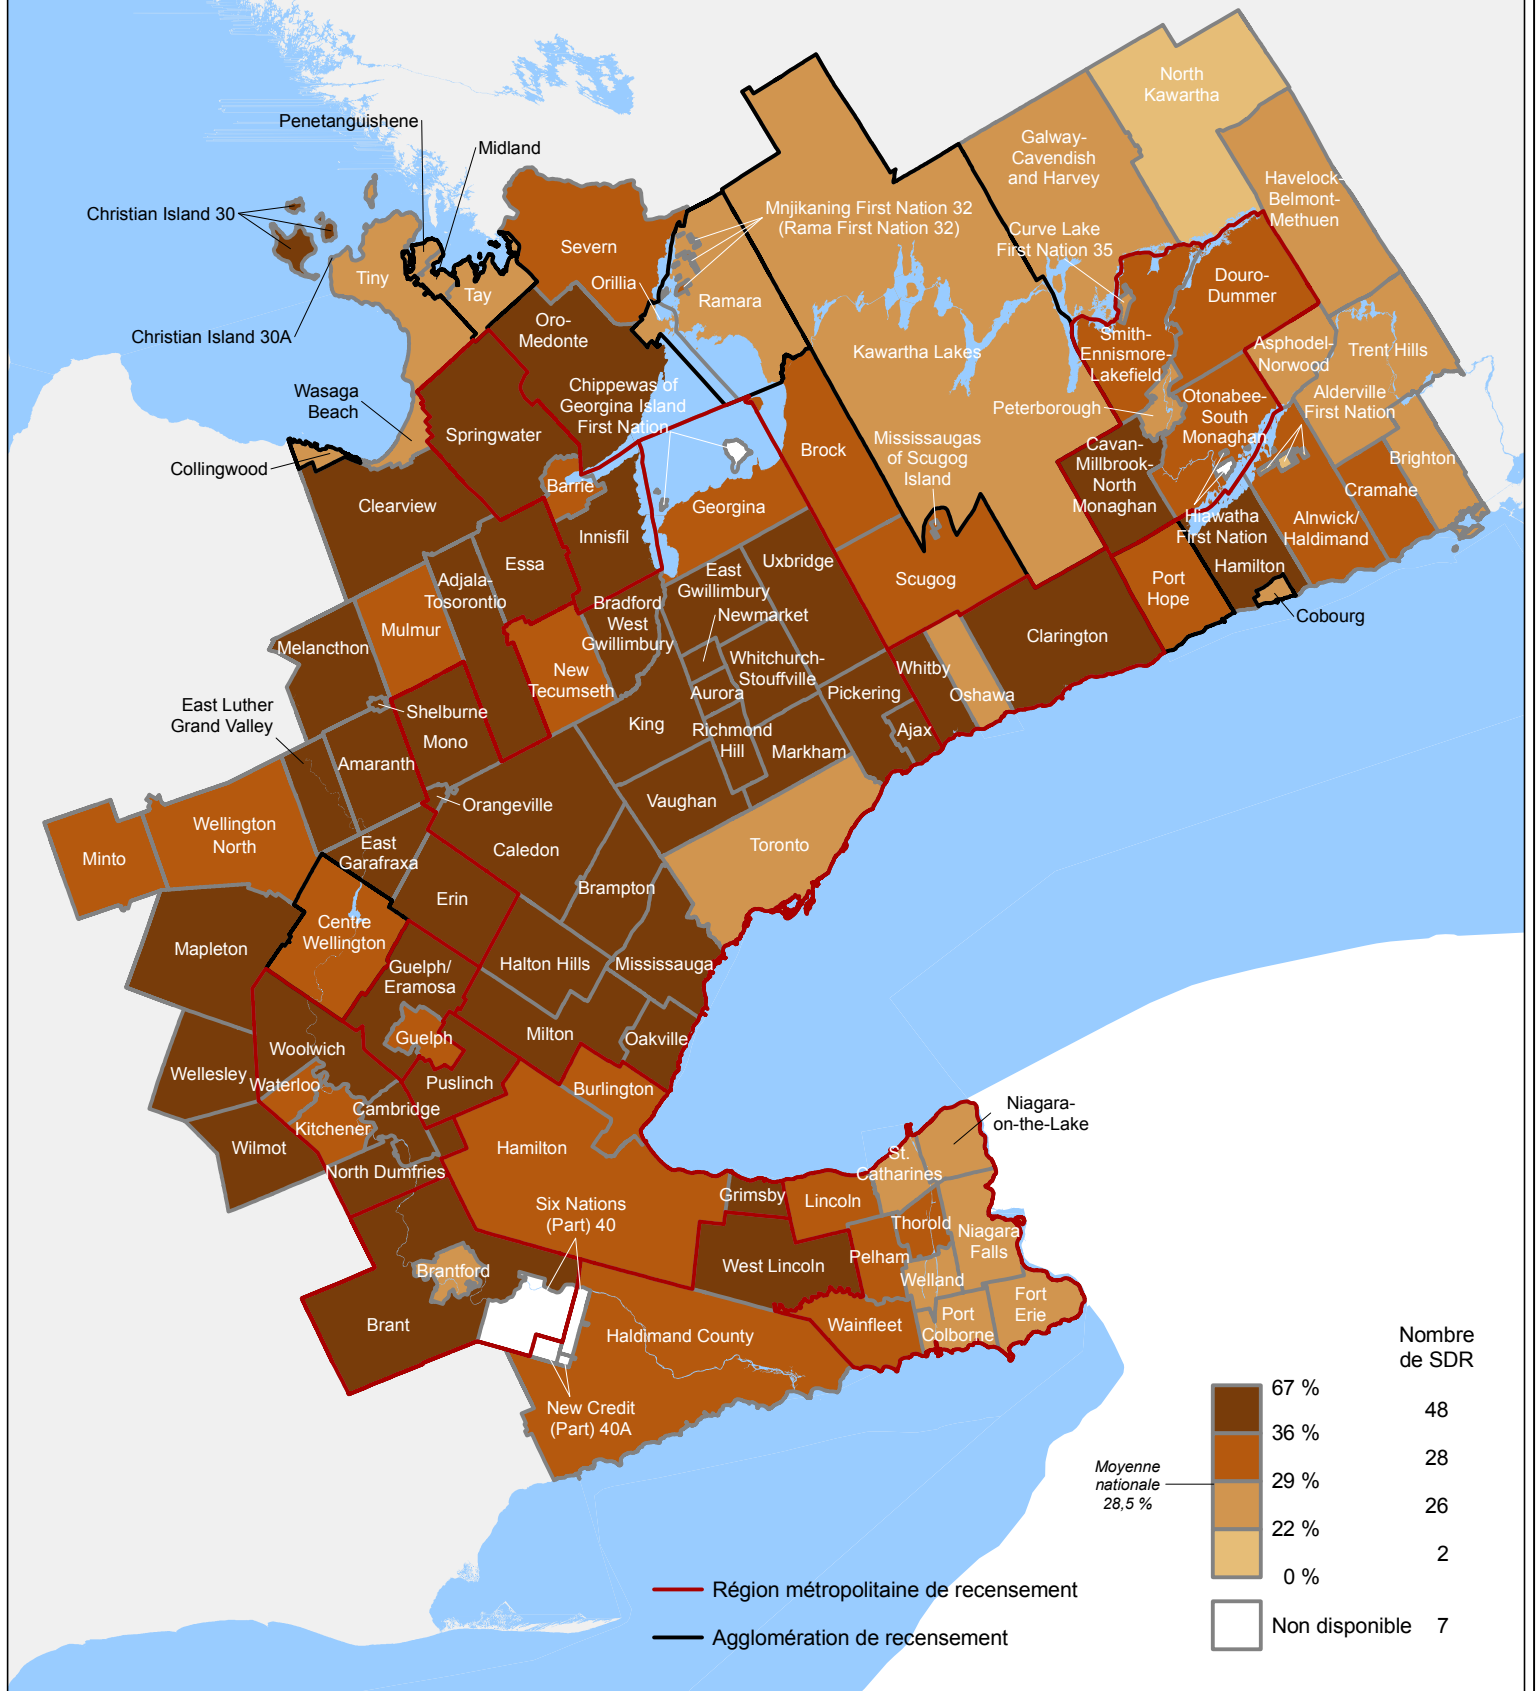 North
Kawartha
Galway-
Cavendish
and Harvey
Havelock-
Belmont-
Methuen
Penetanguishene
Midland
Christian Island 30
Mnjikaning First Nation 32
(Rama First Nation 32)
Curve Lake
First Nation 35
Severn
Tiny
Tay
Orillia
Ramara
Douro-
Dummer
Christian Island 30A
Oro-
Medonte
Kawartha Lakes
Smith-
Ennismore-
Lakefield
Asphodel-
Norwood
Trent Hills
Wasaga
Beach
Chippewas of
Georgina Island
First Nation
Peterborough
Otonabee-
South
Monaghan
Alderville
First Nation
Collingwood
Springwater
Brock
Mississaugas
of Scugog
Island
Cavan-
Millbrook-
North
Monaghan
Brighton
Clearview
Barrie
Georgina
Cramahe
Innisfil
Hiawatha
First Nation
Alnwick/
Haldimand
Essa
Uxbridge
Adjala-
Tosorontio
East
Gwillimbury
Scugog
Port
Hope
Hamilton
Cobourg
Mulmur
Bradford
West
Gwillimbury
Newmarket
Clarington
Melancthon
New
Tecumseth
Whitchurch-
Stouffville
Whitby
Oshawa
Aurora
Pickering
East Luther
Grand Valley
Shelburne
Mono
King
Richmond
Hill
Ajax
Amaranth
Markham
Orangeville
Vaughan
Wellington
North
Minto
East
Garafraxa
Caledon
Toronto
Brampton
Erin
Centre
Wellington
Mapleton
Guelph/
Eramosa
Halton Hills
Mississauga
Guelph
Milton
Oakville
Woolwich
Wellesley
Waterloo
Puslinch
Burlington
Cambridge
Kitchener
Wilmot
Hamilton
North Dumfries
Niagara-
on-the-Lake
St.
Catharines
Grimsby
Lincoln
Six Nations
(Part) 40
Thorold
Niagara
Falls
Pelham
West Lincoln
Brantford
Welland
Fort
Erie
Brant
Haldimand County
Wainfleet
Port
Colborne
New Credit
(Part) 40A
Nombre
de SDR
67 %
48
36 %
28
Moyenne
nationale
28,5 %
29 %
26
22 %
2
0 %
Non disponible 7
Région métropolitaine de recensement
Agglomération de recensement